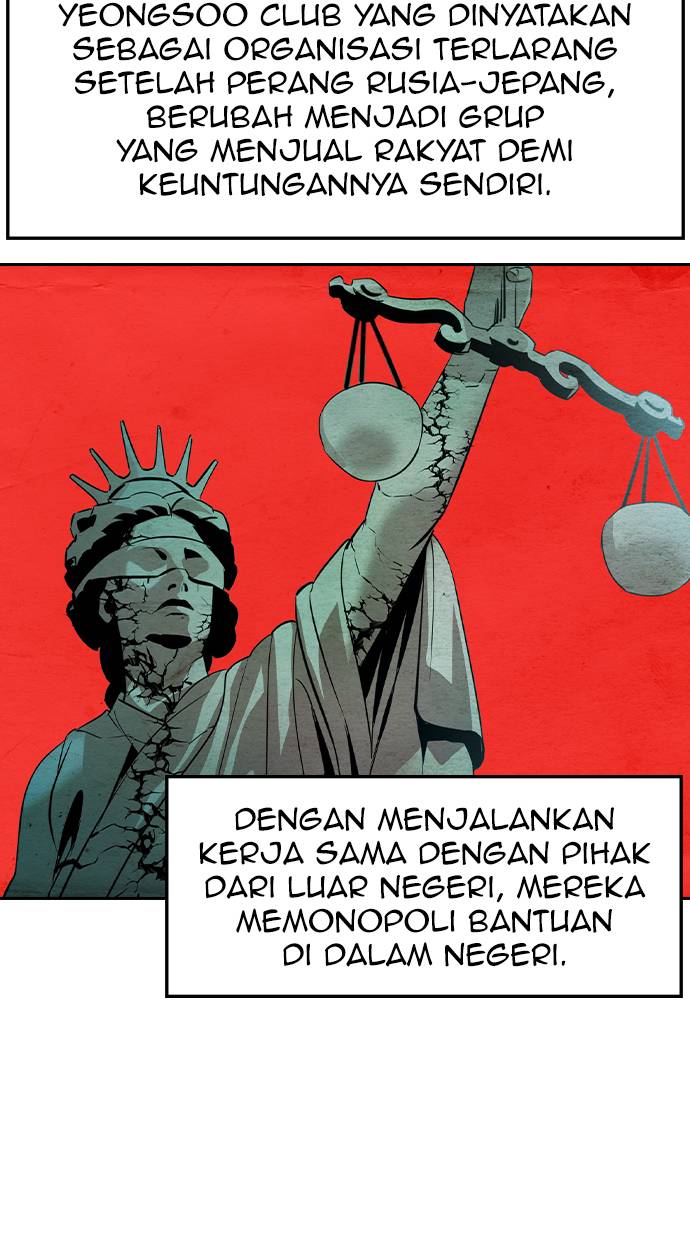 YEONGSOO CLUB YANG DINYATAKAN
SEBAGAI ORGANISASI TERLARANG
SETELAH PERANG RUSIA-JEPANG,
BERUBAH MENJADI GRUP
YANG MENJUAL RAKYAT DEMI
KEUNTUNGANNYA SENDIRI.
DENGAN MENJALANKAN
KERJA SAMA DENGAN PIHAK
DARI LUAR NEGERI, MEREKA
MEMONOPOLI BANTUAN
DI DALAM NEGERI.